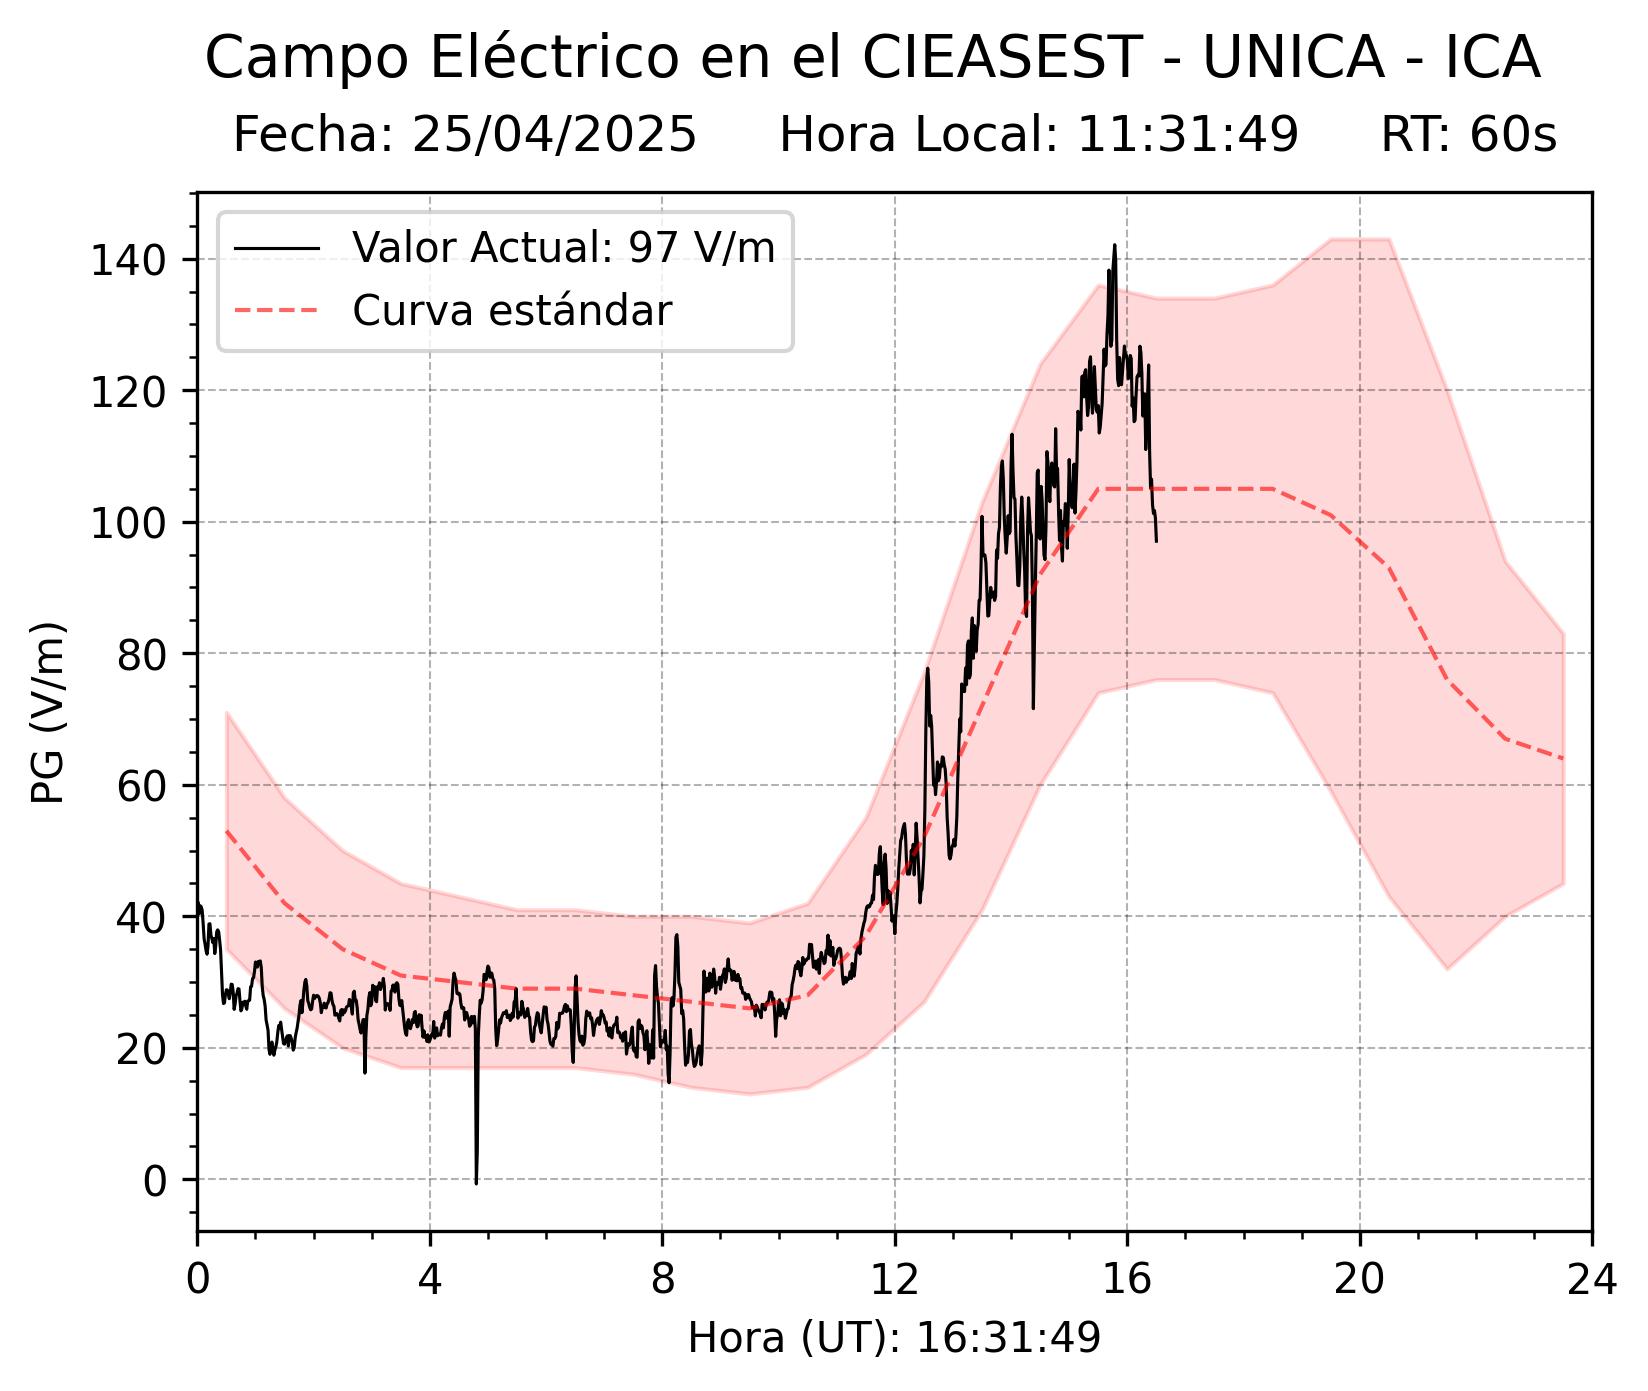 Campo Eléctrico en el CIEASEST - UNICA - ICA
Fecha: 25/04/2025 Hora Local: 11:31:49 RT: 60s
Valor Actual: 97 V/m
Curva estándar
PG (V/m)
140
120
100
80
60
40
20
0
0 4 8 12 16 20 24
Hora (UT): 16:31:49